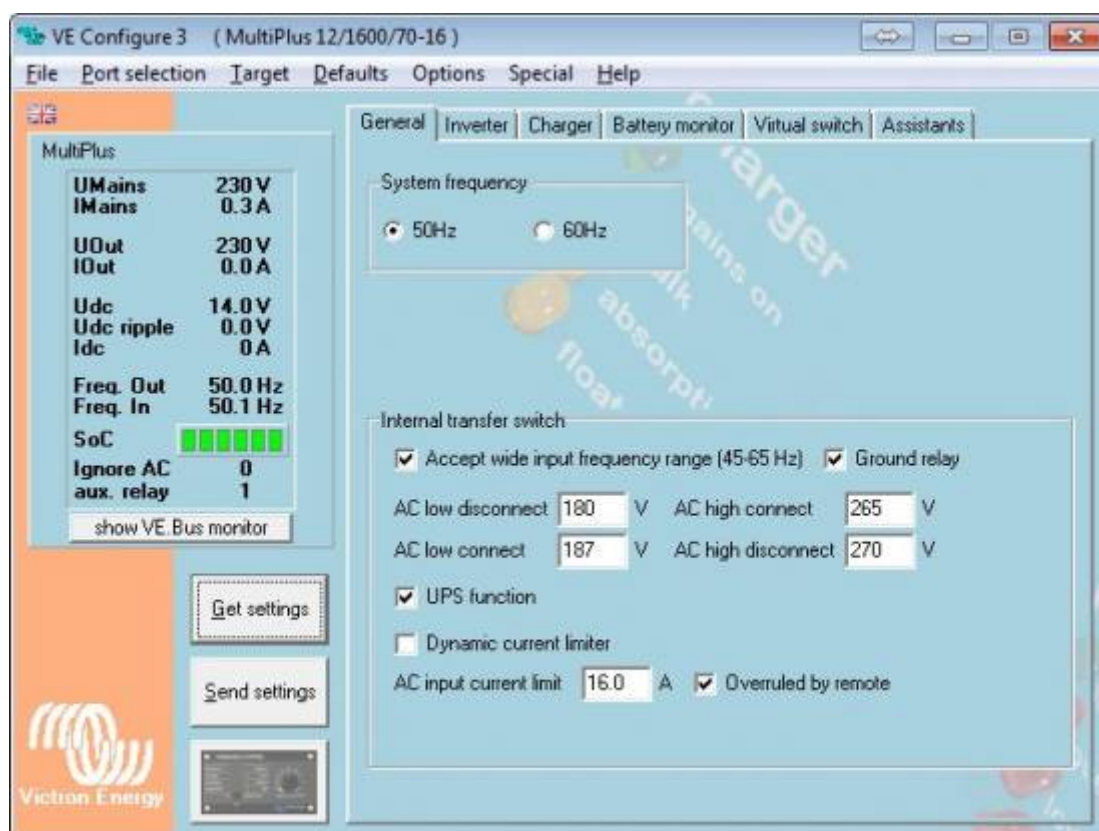 VE Configure 3 ( MultiPlus 12/1600/70-16 )
File Port selection Target Defaults Options Special Help
General Inverter Charger Battery monitor Virtual switch Assistants
MultiPlus
UMains 230 V
IMains 0.3 A
UOut 230 V
IOut 0.0 A
Udc 14.0 V
Udc ripple 0.0 V
Idc 0 A
Freq. Out 50.0 Hz
Freq. In 50.1 Hz
SoC
Ignore AC 0
aux. relay 1
show VE.Bus monitor
Get settings
Send settings
Victron Energy
System frequency
50Hz 60Hz
mains on
absorpti
float
Internal transfer switch
Accept wide input frequency range (45-65 Hz) Ground relay
AC low disconnect 180 V AC high connect 265 V
AC low connect 187 V AC high disconnect 270 V
UPS function
Dynamic current limiter
AC input current limit 16.0 A Overruled by remote